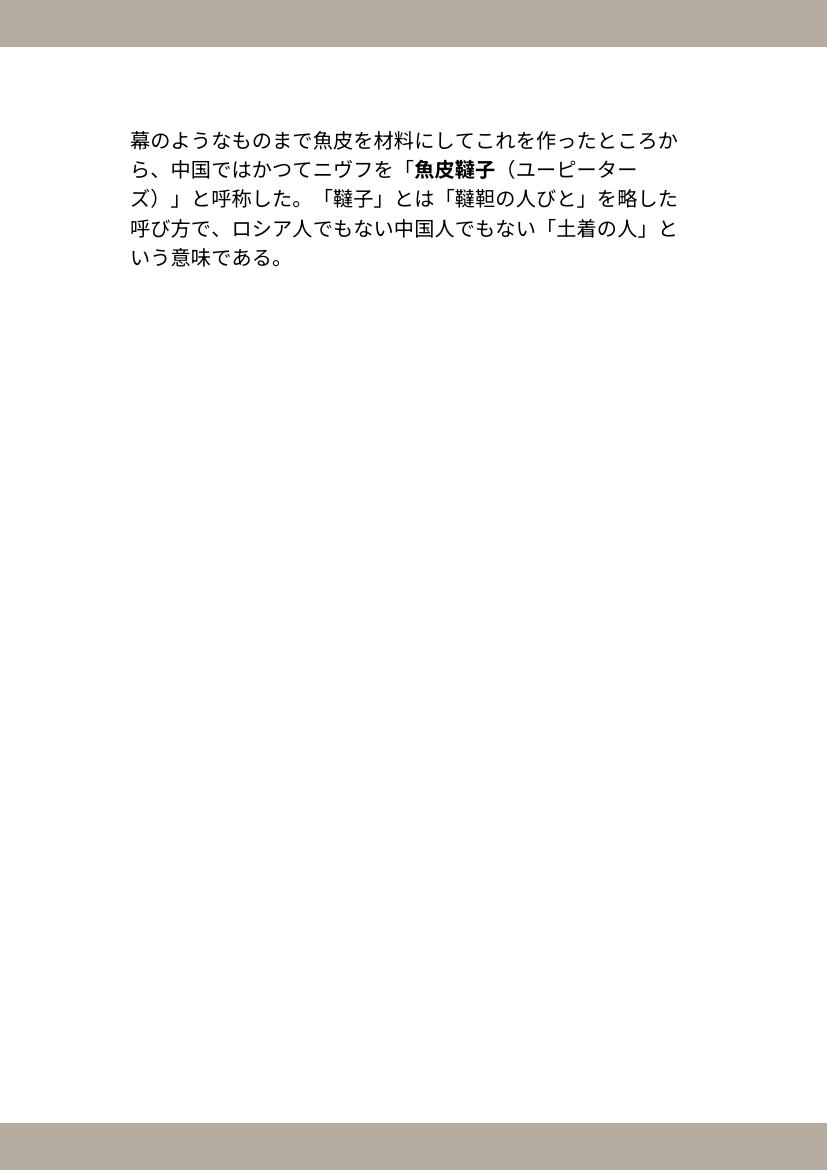 幕のようなものまで魚皮を材料にしてこれを作ったところか
ら、中国ではかつてニヴフを「魚皮韃子（ユーピーター
ズ）」と呼称した。「韃子」とは「韃靼の人びと」を略した
呼び方で、ロシア人でもない中国人でもない「土着の人」と
いう意味である。